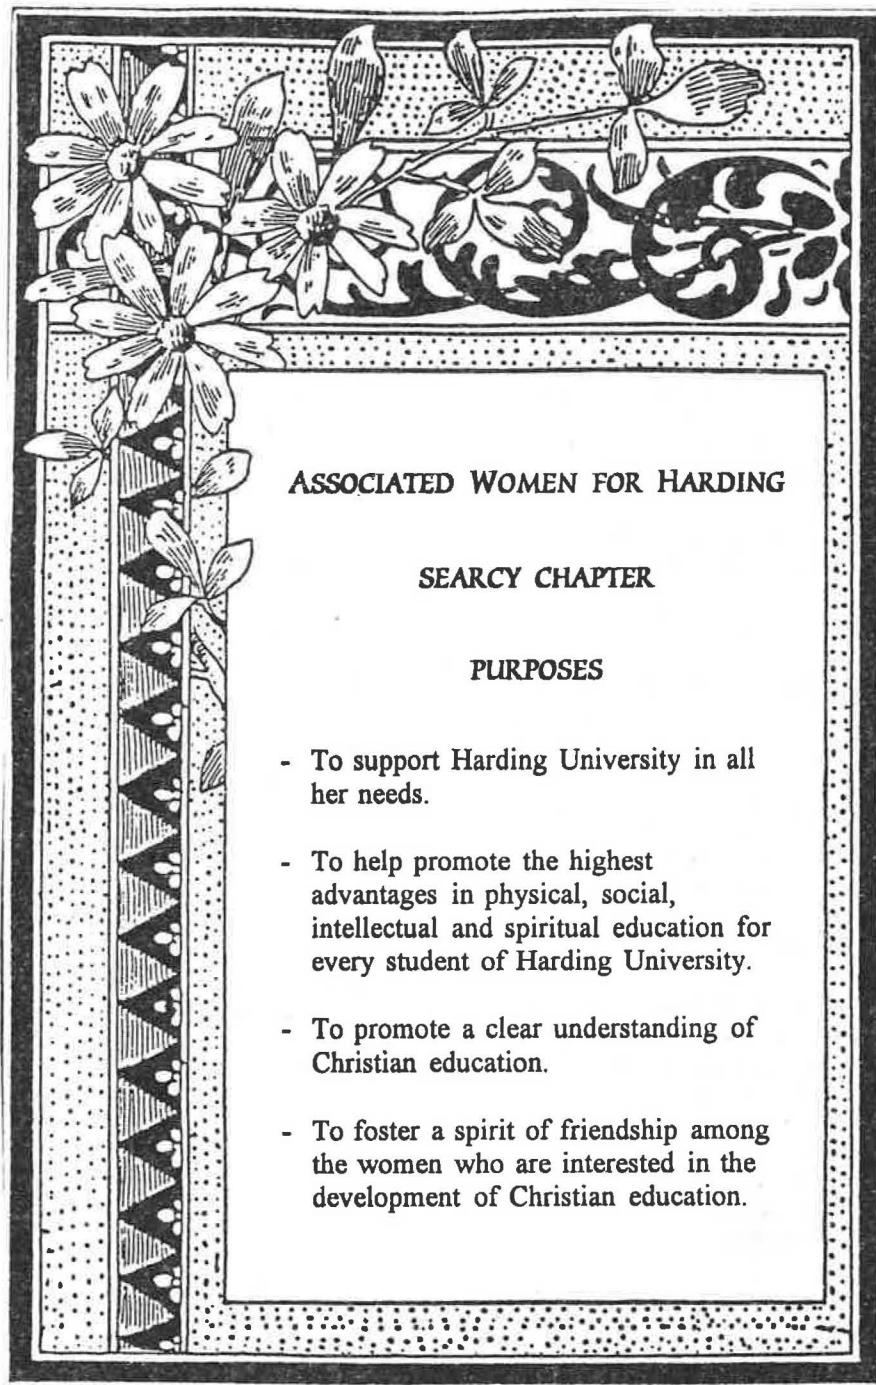 ASSOCIATED WOMEN FOR HARDING
SEARCY CHAPTER
PURPOSES
- To support Harding University in all
her needs.
- To help promote the highest
advantages in physical, social,
intellectual and spiritual education for
every student of Harding University.
- To promote a clear understanding of
Christian education.
- To foster a spirit of friendship among
the women who are interested in the
development of Christian education.